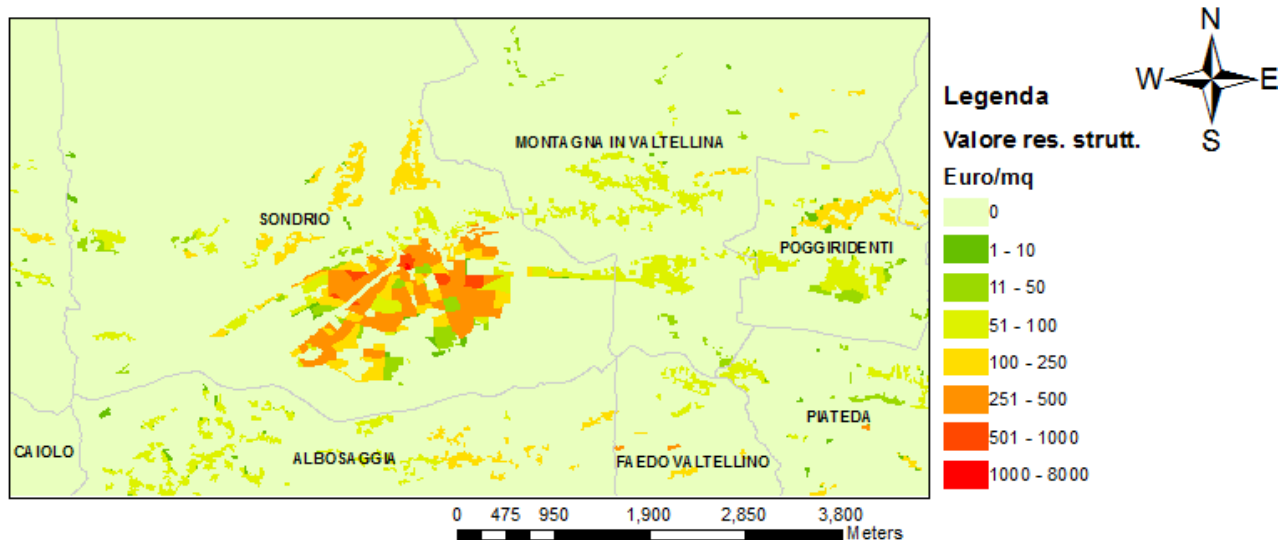 N
W E
S
Legenda
Valore res. strutt.
Euro/mq
0
1 - 10
11 - 50
51 - 100
100 - 250
251 - 500
501 - 1000
1000 - 8000
MONTAGNA IN VALTELLINA
SONDRIO
POGGIRIDENTI
PIATEDA
CAIOLO
ALBOSAGGIA
FAEDO VALTELLINO
0 475 950 1,900 2,850 3,800
Meters